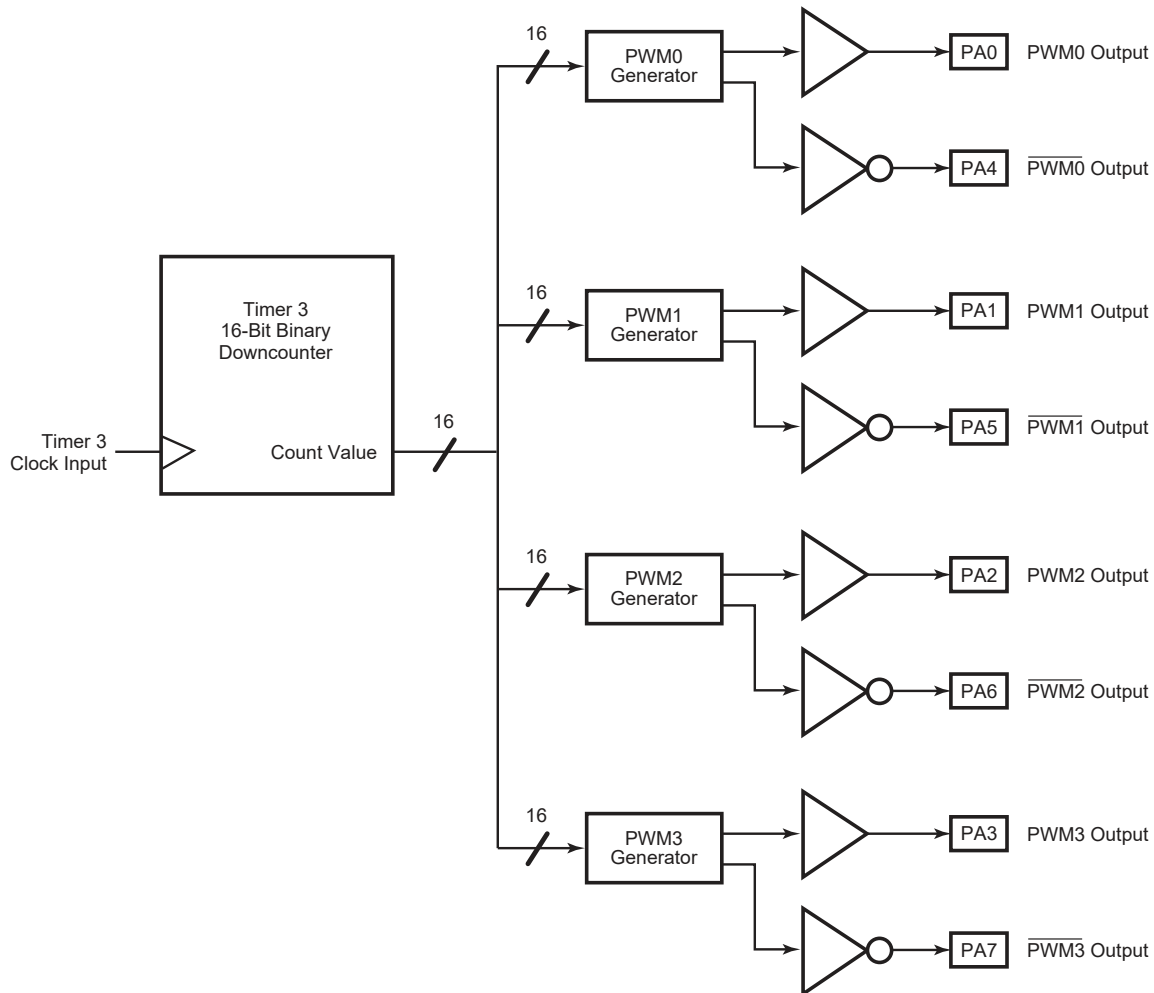 16
PWM0
Generator
PA0 PWM0 Output
PA4 PWM0 Output
Timer 3
16-Bit Binary
Downcounter
Timer 3
Clock Input
Count Value
16
16
PWM1
Generator
PA1 PWM1 Output
PA5 PWM1 Output
16
PWM2
Generator
PA2 PWM2 Output
PA6 PWM2 Output
16
PWM3
Generator
PA3 PWM3 Output
PA7 PWM3 Output